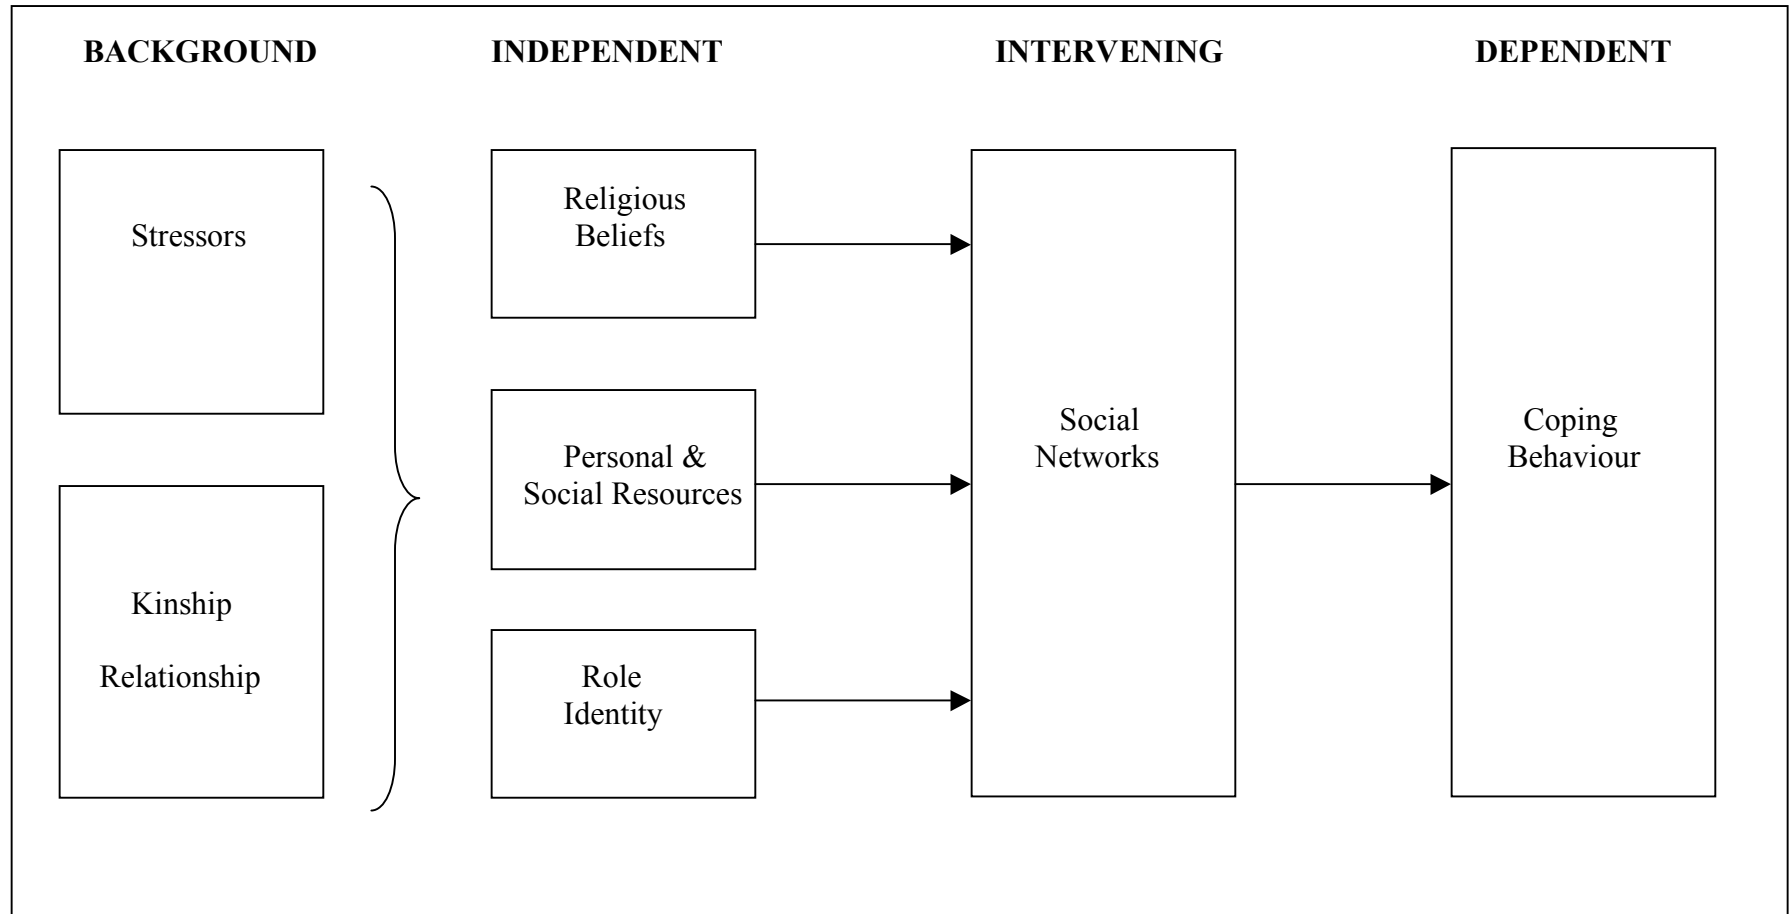 BACKGROUND
INDEPENDENT
INTERVENING
DEPENDENT
Stressors
Kinship
Relationship
Religious
Beliefs
Personal &
Social Resources
Role
Identity
Social
Networks
Coping
Behaviour